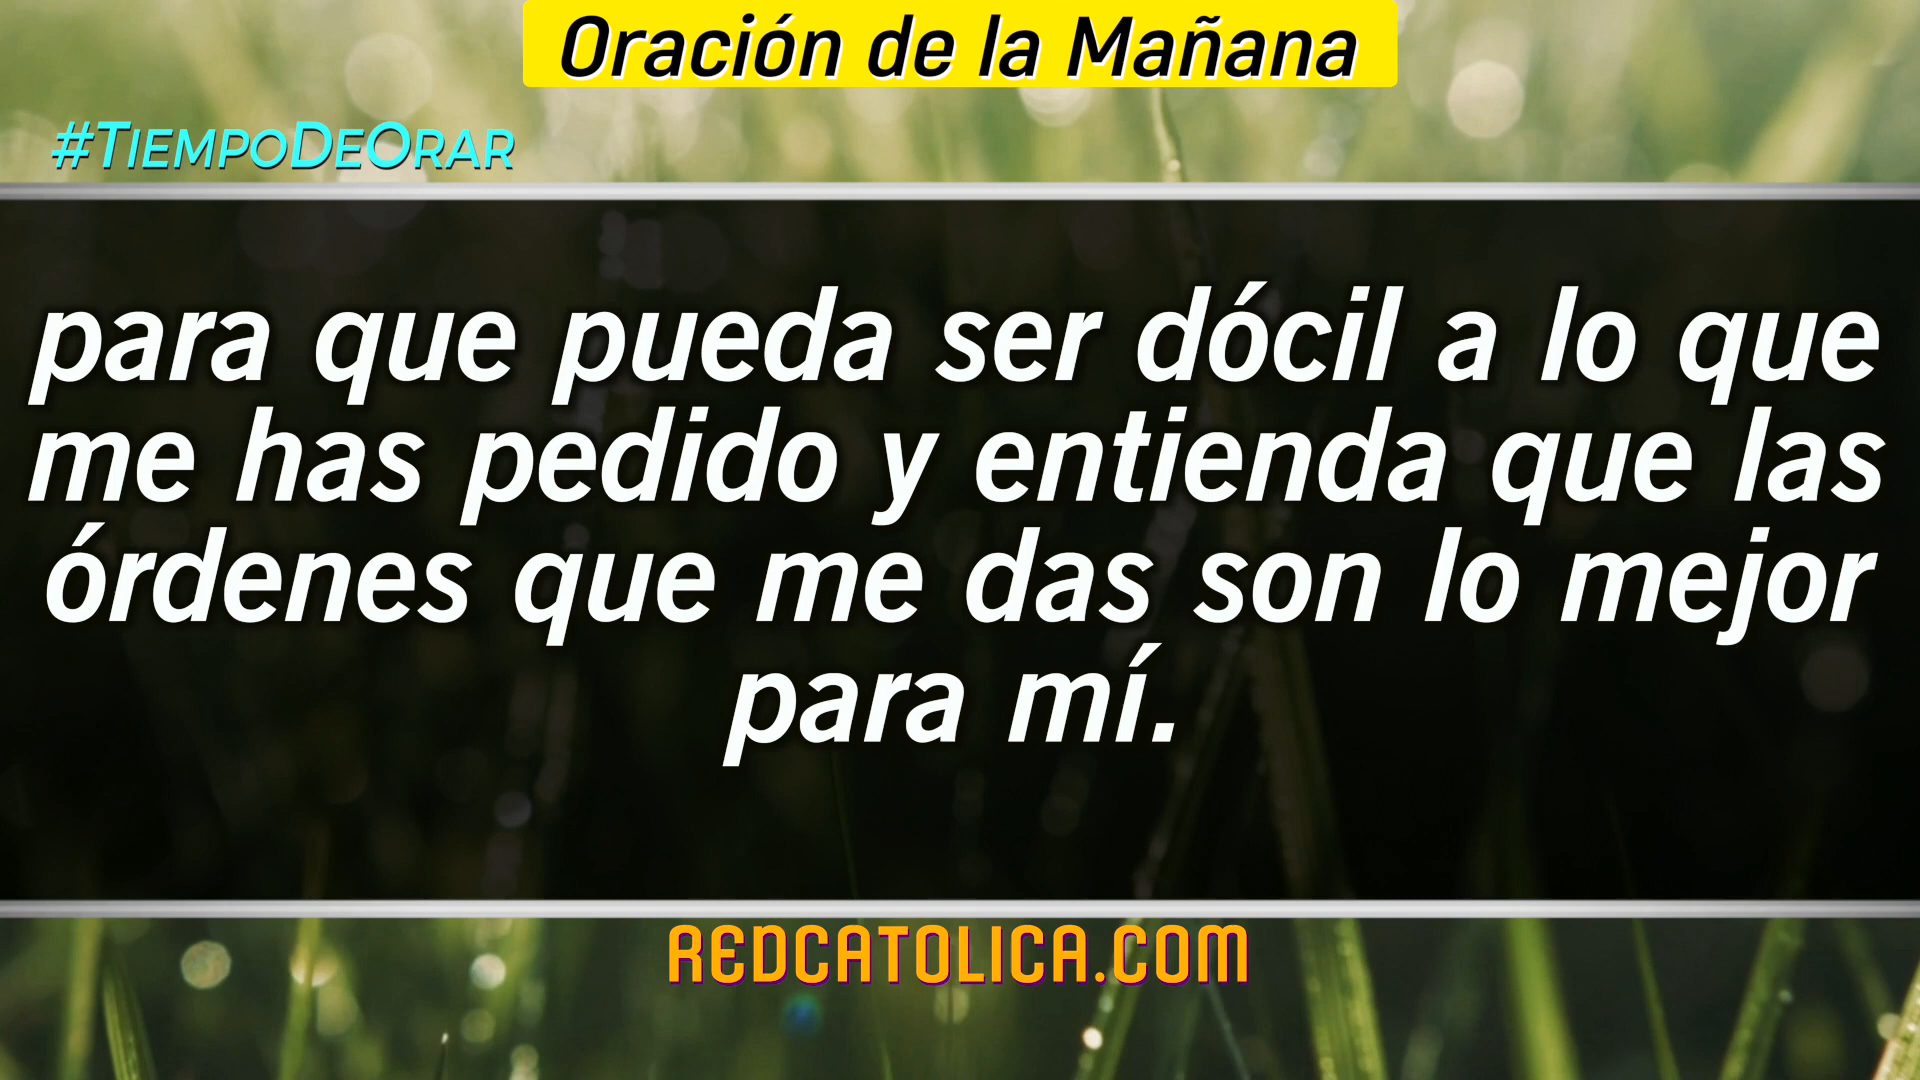 Oración de la Mañana
#TIEMPODEORAR
para que pueda ser dócil a lo que
me has pedido y entienda que las
órdenes que me das son lo mejor
para mí.
REDCATOLICA.COM